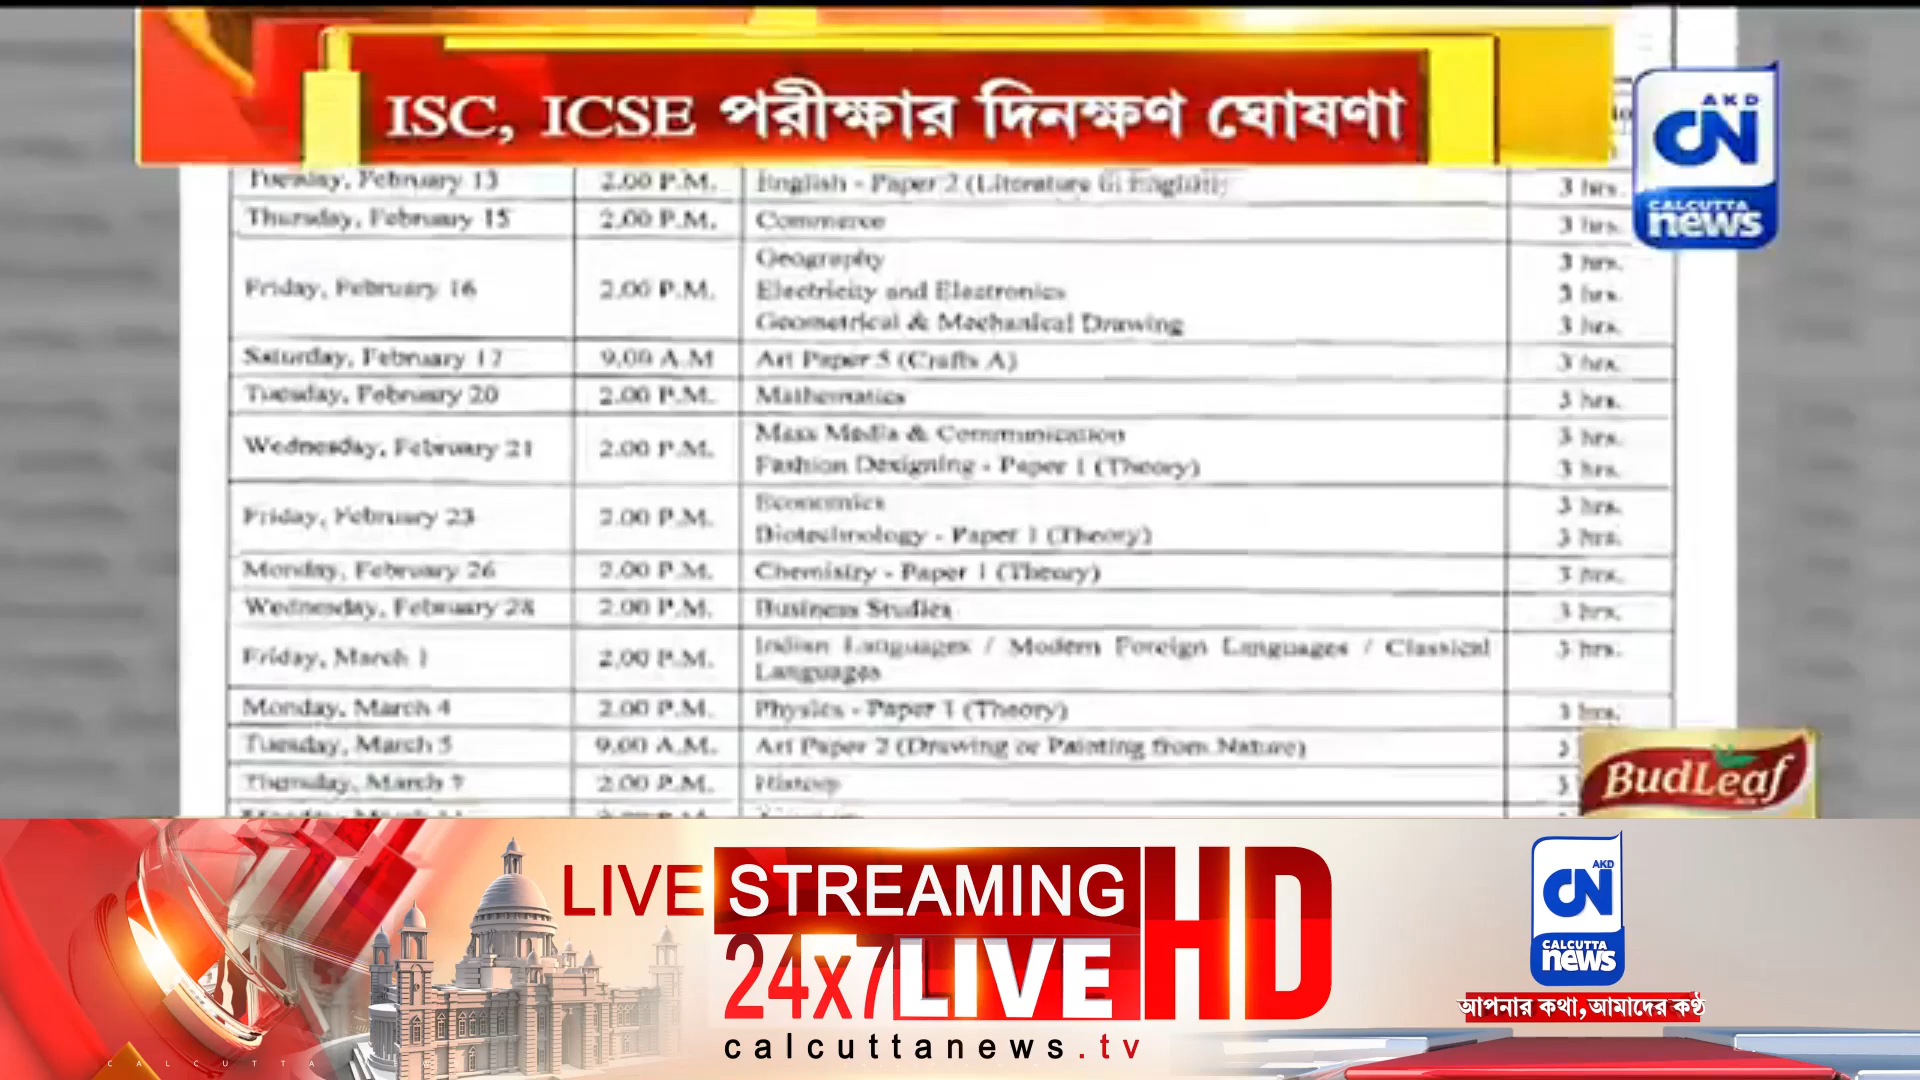 ISC, ICSE পরীক্ষার দিনক্ষণ ঘোষণা
AKD
CN
CALCUTTA
news
Tuesday, February 13 2.00 P.M. English - Paper 2 (Literature in English) 3 hrs.
Thursday, February 15 2.00 P.M. Commerce 3 hrs.
Friday, February 16 2.00 P.M. Geography 3 hrs.
Electricity and Electronics 3 hrs.
Geometrical & Mechanical Drawing 3 hrs.
Saturday, February 17 9.00 A.M Art Paper 5 (Crafts A) 3 hrs.
Tuesday, February 20 2.00 P.M. Mathematics 3 hrs.
Wednesday, February 21 2.00 P.M. Mass Media & Communication 3 hrs.
Fashion Designing - Paper 1 (Theory) 3 hrs.
Friday, February 23 2.00 P.M. Economics 3 hrs.
Biotechnology - Paper 1 (Theory) 3 hrs.
Monday, February 26 2.00 P.M. Chemistry - Paper 1 (Theory) 3 hrs.
Wednesday, February 28 2.00 P.M. Business Studies 3 hrs.
Friday, March 1 2.00 P.M. Indian Languages / Modern Foreign Languages / Classical 3 hrs.
Languages
Monday, March 4 2.00 P.M. Physics - Paper 1 (Theory) 3 hrs.
Tuesday, March 5 9.00 A.M. Art Paper 2 (Drawing or Painting from Nature) 3
Thursday, March 7 2.00 P.M. History 3
BudLeaf
LIVE STREAMING HD
24x7 LIVE
calcuttanews.tv
AKD
CN
CALCUTTA
news
আপনার কথা, আমাদের কণ্ঠ
CALCUTTA